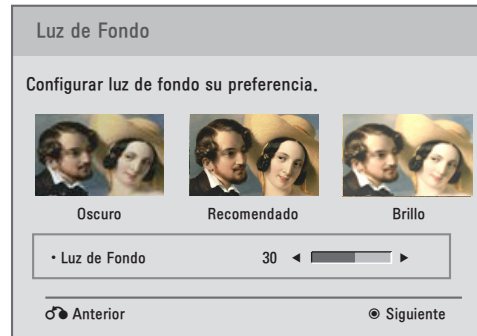 Luz de Fondo
Configurar luz de fondo su preferencia.
Oscuro Recomendado Brillo
• Luz de Fondo 30 ◄ ►
Anterior ◉ Siguiente